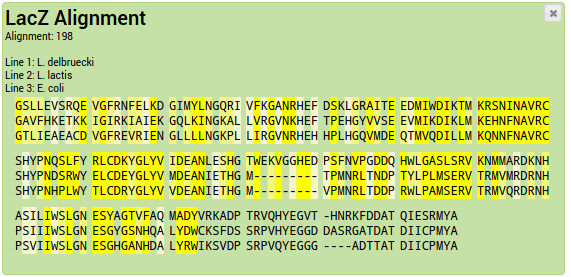 LacZ Alignment
Alignment: 198
Line 1: L. delbruecki
Line 2: L. lactis
Line 3: E. coli
GSLLEVSRQE VGFRNFELKD GIMYLNGQRI VFKGANRHEF DSKLGRAITE EDMIWDIKTM KRSNINAVRC
GAVFHKETKK IGIRKIAIEK GQLKINGKAL LVRGVNKHEF TPEHGYVVSE EVMIKDIKLM KEHNFNAVRC
GTLIEAEACD VGFREVRIEN GLLLLNGKPL LIRGVNRHEH HPLHGQVMDE QTMVQDILLM KQNNFNAVRC
SHYPNQSLFY RLCDKYGLYV IDEANLESHG TWEKVGGHED PSFNVPGDDQ HWLGASLSRV KNMMARDKNH
SHYPNDSRWY ELCDEYGLYV MDEANIETHG M--------- TPMNRLTNDP TYLPLMSERV TRMVMRDRNH
SHYPNHPLWY TLCDRYGLYV VDEANIETHG M--------- VPMNRLTDDP RWLPAMSERV TRMVQRDRNH
ASILIWSLGN ESYAGTVFAQ MADYVRKADP TRVQHYEGVT -HNRKFDDAT QIESRMYA
PSIIIWSLGN ESGYGSNHQA LYDWCKSFDS SRPVHYEGGD DASRGATDAT DIICPMYA
PSVIIWSLGN ESGHGANHDA LYRWIKSVDP SRPVQYEGGG ----ADTTAT DIICPMYA